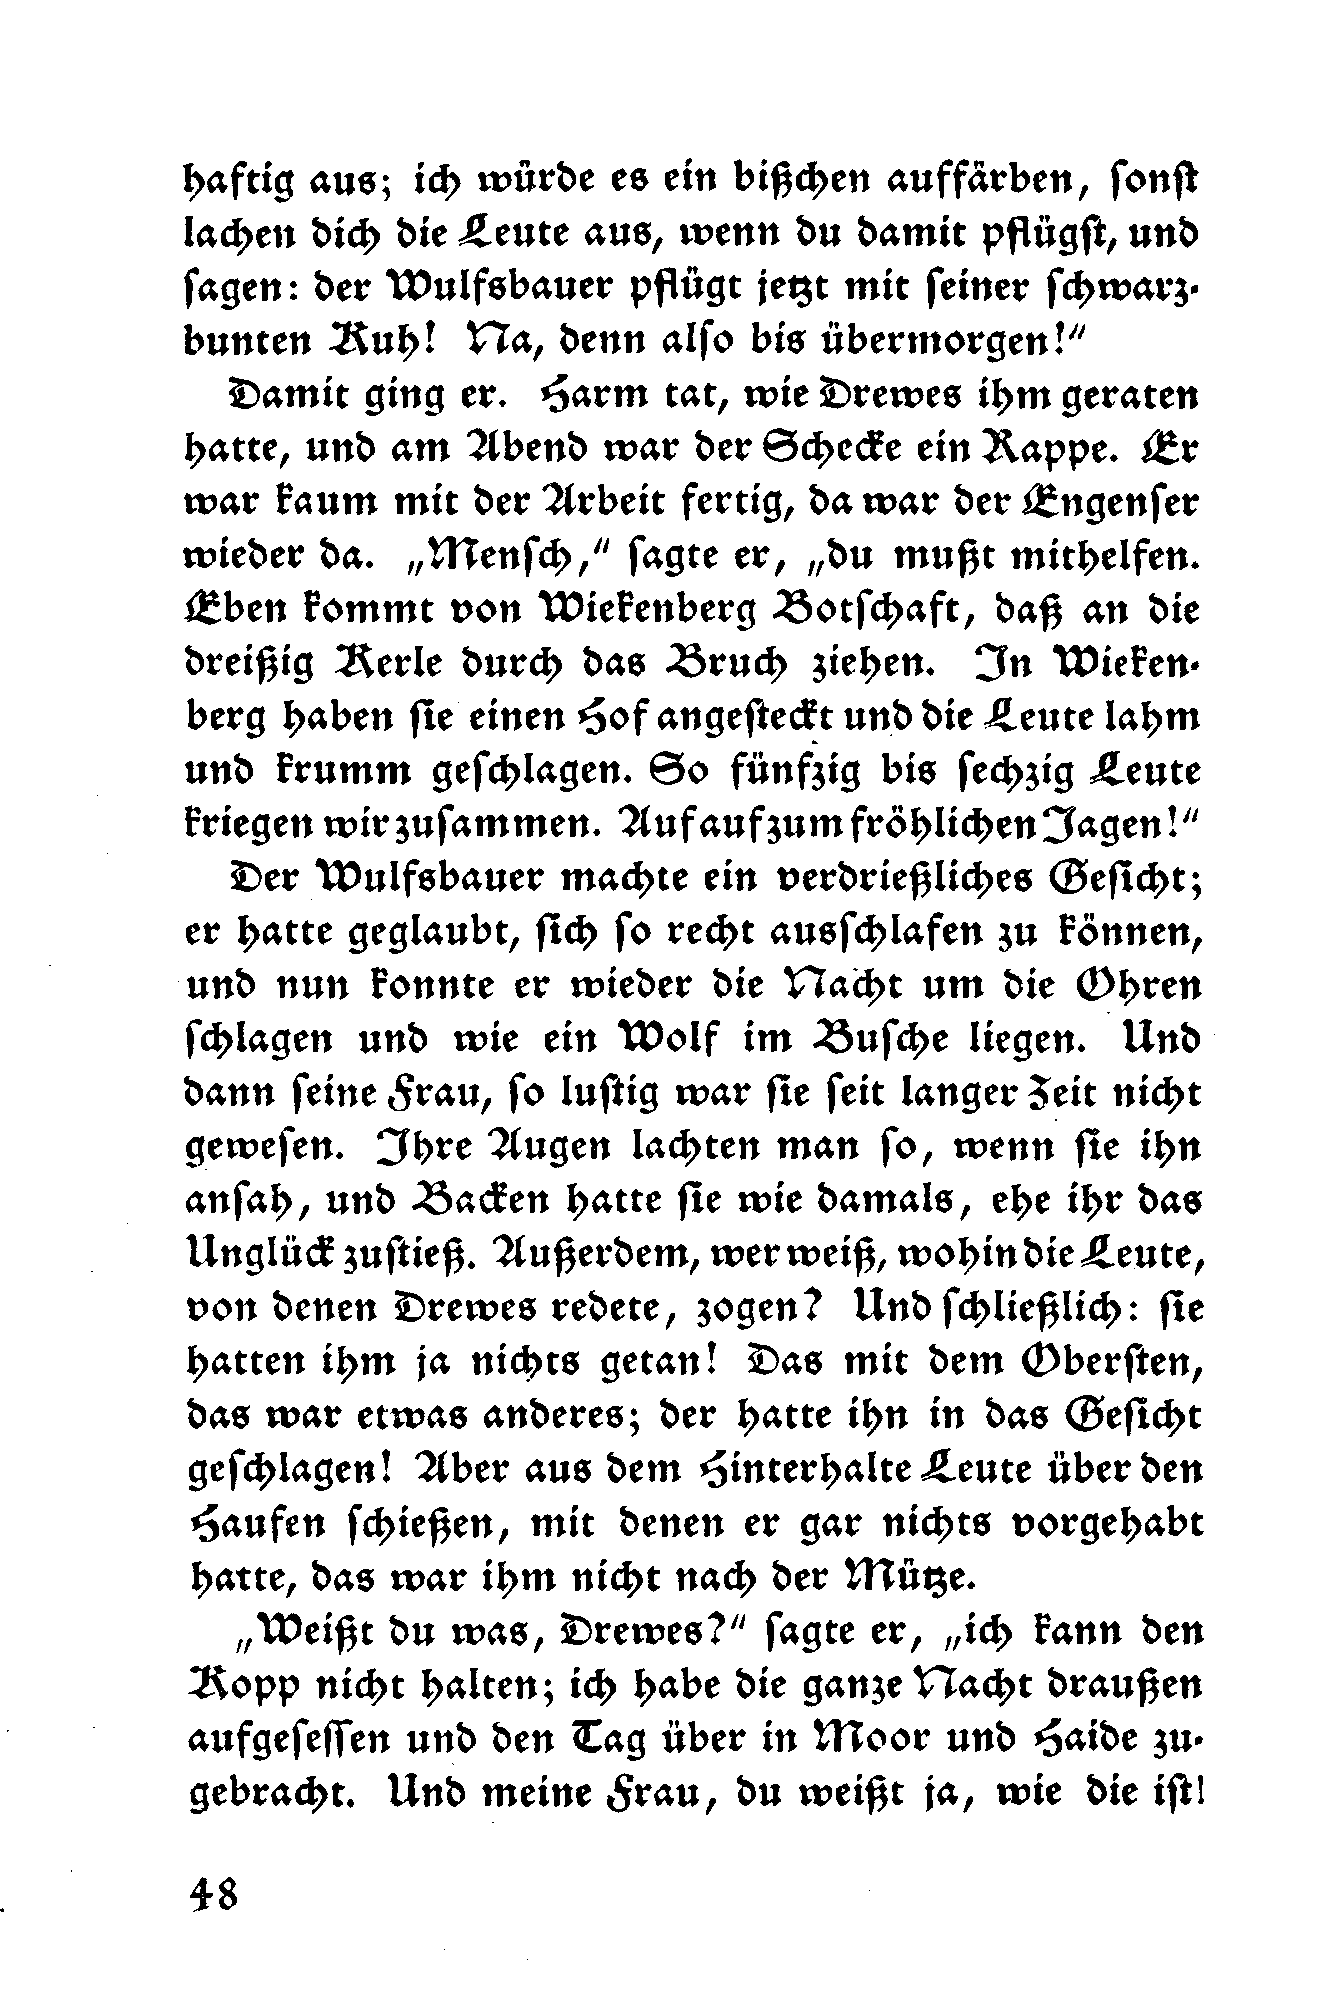 haftig aus; ich würde es ein bißchen auffärben, sonst
lachen dich die Leute aus, wenn du damit pflügst, und
sagen: der Wulfsbauer pflügt jetzt mit seiner schwarz-
bunten Kuh! Na, denn also bis übermorgen!“
Damit ging er. Harm tat, wie Drewes ihm geraten
hatte, und am Abend war der Schecke ein Rappe. Er
war kaum mit der Arbeit fertig, da war der Engenser
wieder da. „Mensch,“ sagte er, „du mußt mithelfen.
Eben kommt von Wiekenberg Botschaft, daß an die
dreißig Kerle durch das Bruch ziehen. In Wieken-
berg haben sie einen Hof angesteckt und die Leute lahm
und krumm geschlagen. So fünfzig bis sechzig Leute
kriegen wir zusammen. Auf auf zum fröhlichen Jagen!“
Der Wulfsbauer machte ein verdrießliches Gesicht;
er hatte geglaubt, sich so recht ausschlafen zu können,
und nun konnte er wieder die Nacht um die Ohren
schlagen und wie ein Wolf im Busche liegen. Und
dann seine Frau, so lustig war sie seit langer Zeit nicht
gewesen. Ihre Augen lachten man so, wenn sie ihn
ansah, und Backen hatte sie wie damals, ehe ihr das
Unglück zustieß. Außerdem, wer weiß, wohin die Leute,
von denen Drewes redete, zogen? Und schließlich: sie
hatten ihm ja nichts getan! Das mit dem Obersten,
das war etwas anderes; der hatte ihn in das Gesicht
geschlagen! Aber aus dem Hinterhalte Leute über den
Haufen schießen, mit denen er gar nichts vorgehabt
hatte, das war ihm nicht nach der Mütze.
„Weißt du was, Drewes?“ sagte er, „ich kann den
Kopp nicht halten; ich habe die ganze Nacht draußen
aufgesessen und den Tag über in Moor und Haide zu-
gebracht. Und meine Frau, du weißt ja, wie die ist!
48